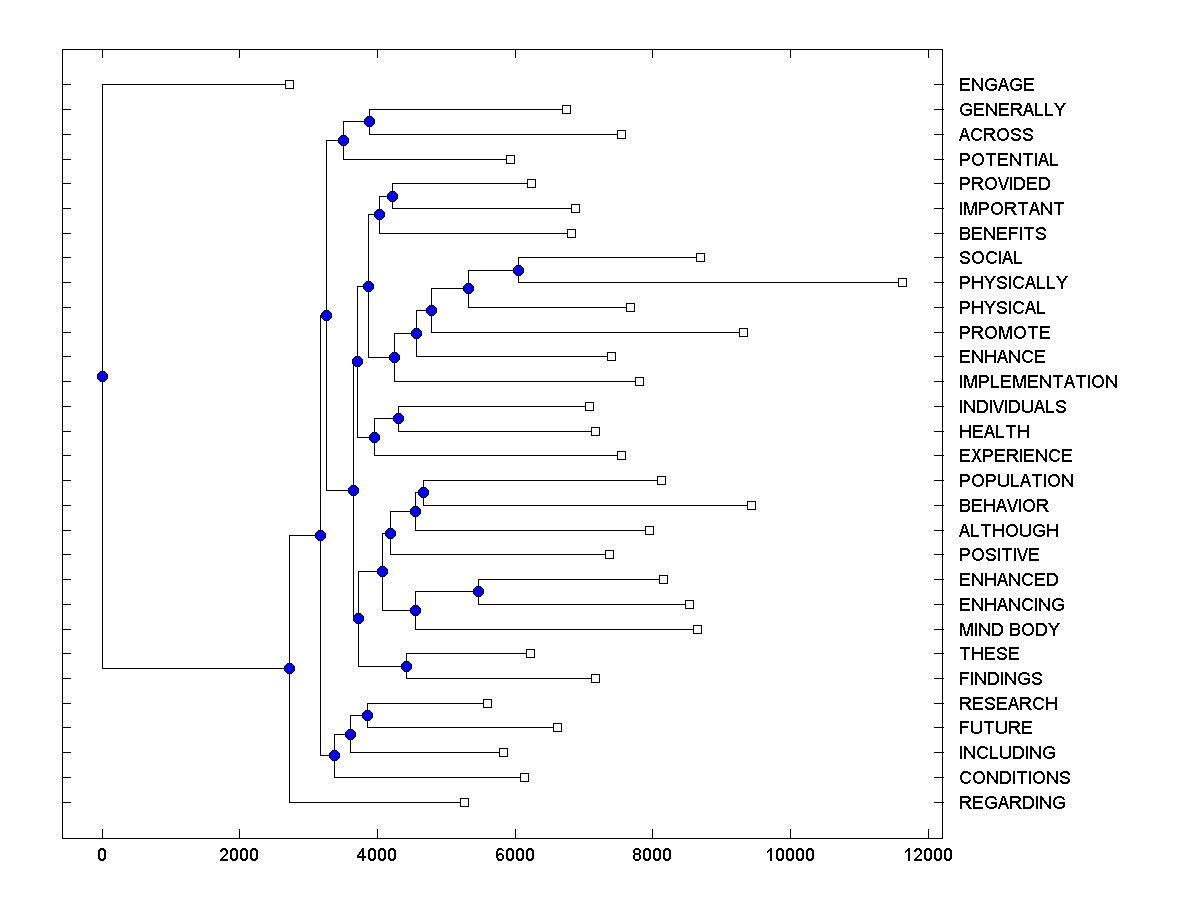 ENGAGE
GENERALLY
ACROSS
POTENTIAL
PROVIDED
IMPORTANT
BENEFITS
SOCIAL
PHYSICALLY
PHYSICAL
PROMOTE
ENHANCE
IMPLEMENTATION
INDIVIDUALS
HEALTH
EXPERIENCE
POPULATION
BEHAVIOR
ALTHOUGH
POSITIVE
ENHANCED
ENHANCING
MIND BODY
THESE
FINDINGS
RESEARCH
FUTURE
INCLUDING
CONDITIONS
REGARDING
0 2000 4000 6000 8000 10000 12000